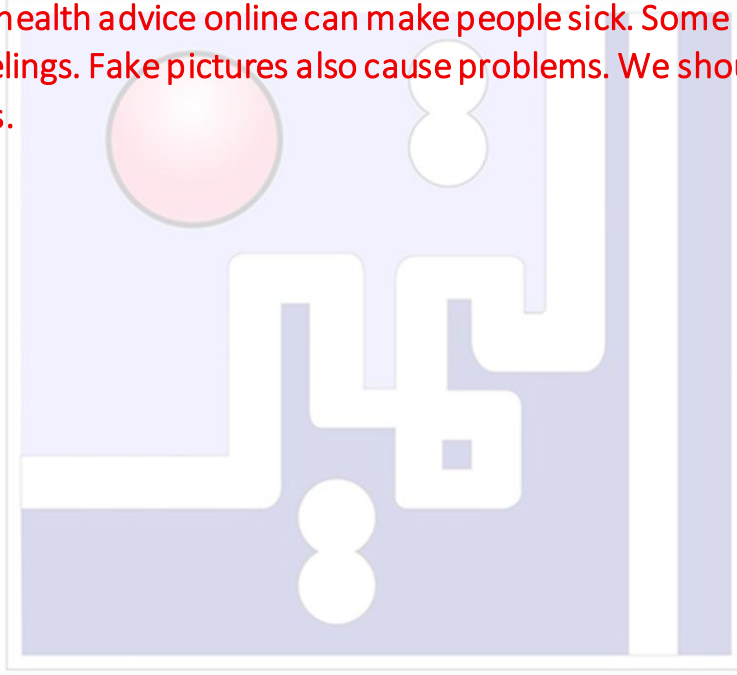 health advice online can make people sick. Some
elings. Fake pictures also cause problems. We shou
s.